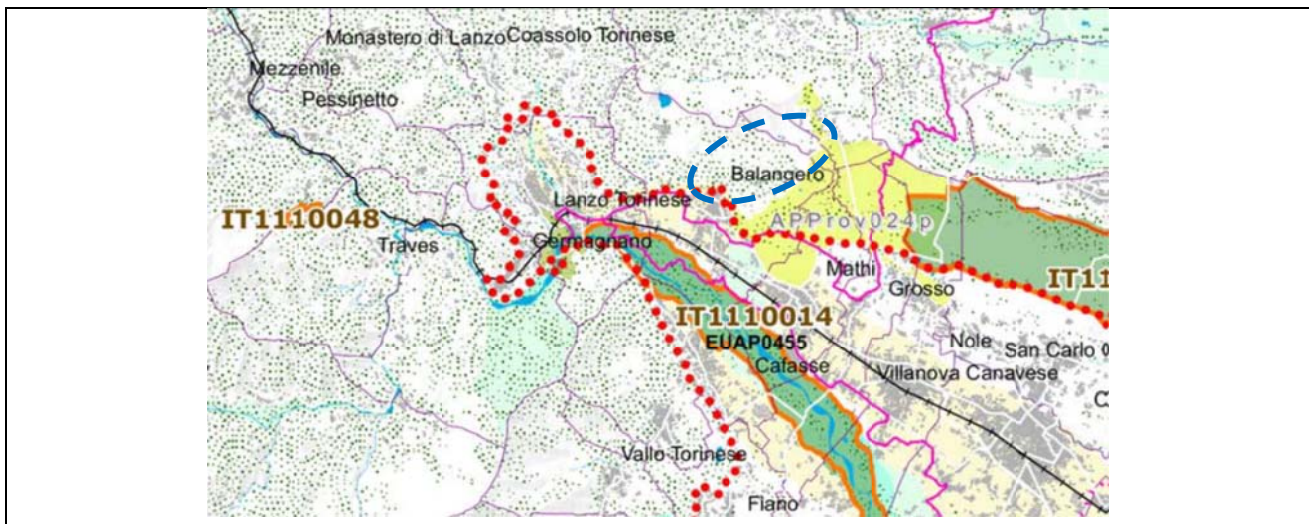 Monastero di Lanzo Coassolo Torinese
Mezzenile
Pessinetto
Balangero
IT1110048
Lanzo Torinese
APProv024p
Traves
Germagnano
Mathi
Grosso
IT11
IT1110014
EUAP0455
Nole
San Carlo
Cafasse
Villanova Canavese
Vallo Torinese
Fiano